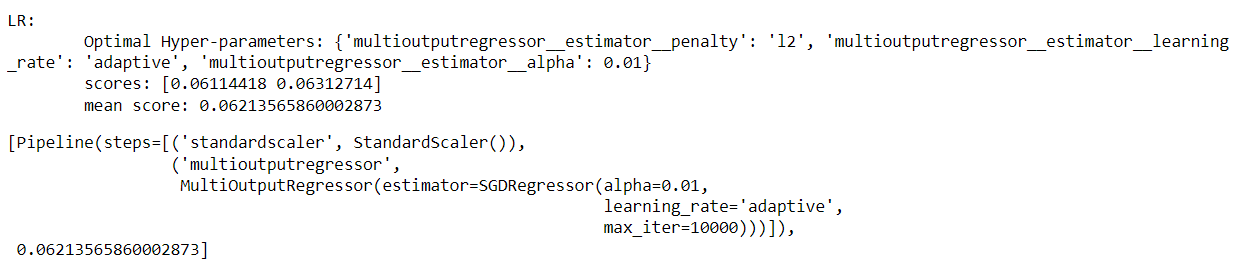 LR:
        Optimal Hyper-parameters: {'multioutputregressor__estimator__penalty': 'l2', 'multioutputregressor__estimator__learning
_rate': 'adaptive', 'multioutputregressor__estimator__alpha': 0.01}
        scores: [0.06114418 0.06312714]
        mean score: 0.06213565860002873

[Pipeline(steps=[('standardscaler', StandardScaler()),
                 ('multioutputregressor',
                  MultiOutputRegressor(estimator=SGDRegressor(alpha=0.01,
                                                              learning_rate='adaptive',
                                                              max_iter=10000)))]),
 0.06213565860002873]